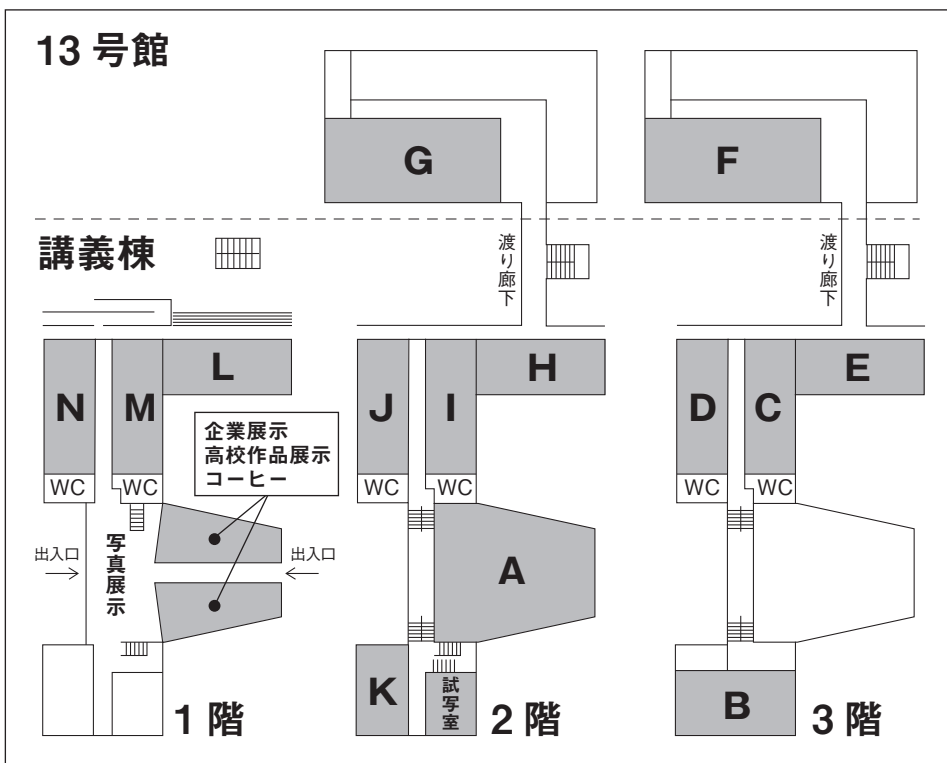 13 号館
G
F
講義棟
渡り廊下
渡り廊下
N
M
L
J
I
H
D
C
E
企業展示
高校作品展示
コーヒー
WC
WC
WC
WC
WC
WC
出入口
写真展示
出入口
A
K
試写室
B
1 階
2 階
3 階